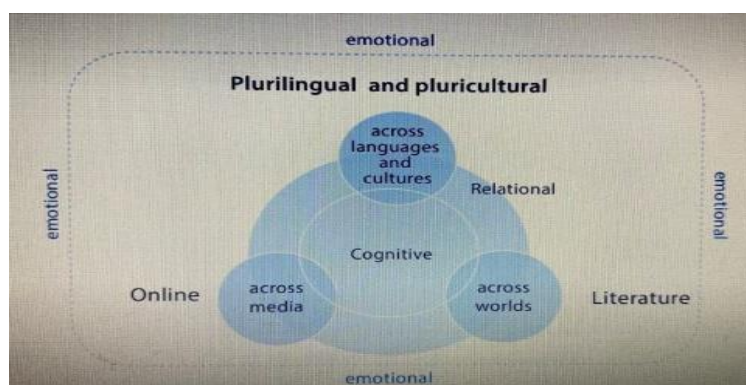 emotional
Plurilingual and pluricultural
across
languages
and
cultures
Relational
emotional
emotional
Cognitive
Online
across
media
across
worlds
Literature
emotional